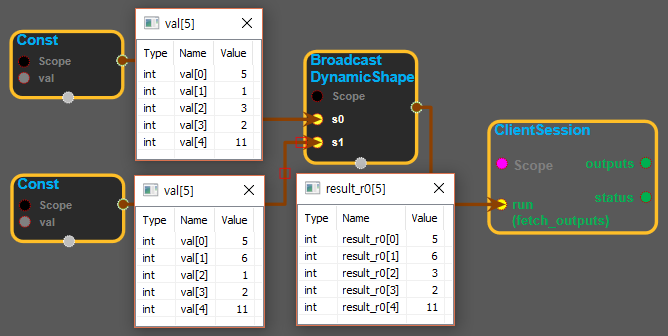 Const
Scope
val
val[5]
Type Name Value
int val[0] 5
int val[1] 1
int val[2] 3
int val[3] 2
int val[4] 11
Broadcast
DynamicShape
Scope
s0
s1
ClientSession
Scope
outputs
status
run
(fetch_outputs)
Const
Scope
val
val[5]
Type Name Value
int val[0] 5
int val[1] 6
int val[2] 1
int val[3] 2
int val[4] 11
result_r0[5]
Type Name Value
int result_r0[0] 5
int result_r0[1] 6
int result_r0[2] 3
int result_r0[3] 2
int result_r0[4] 11